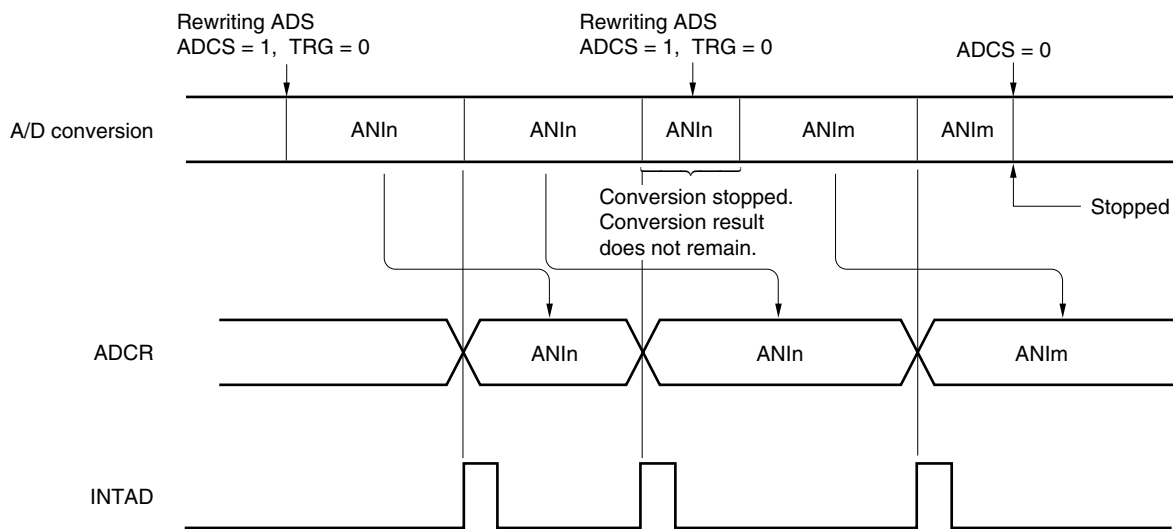 Rewriting ADS
ADCS = 1, TRG = 0
Rewriting ADS
ADCS = 1, TRG = 0
ADCS = 0
A/D conversion
ANIn
ANIn
ANIn
ANIm
ANIm
Conversion stopped.
Conversion result
does not remain.
Stopped
ADCR
ANIn
ANIn
ANIm
INTAD